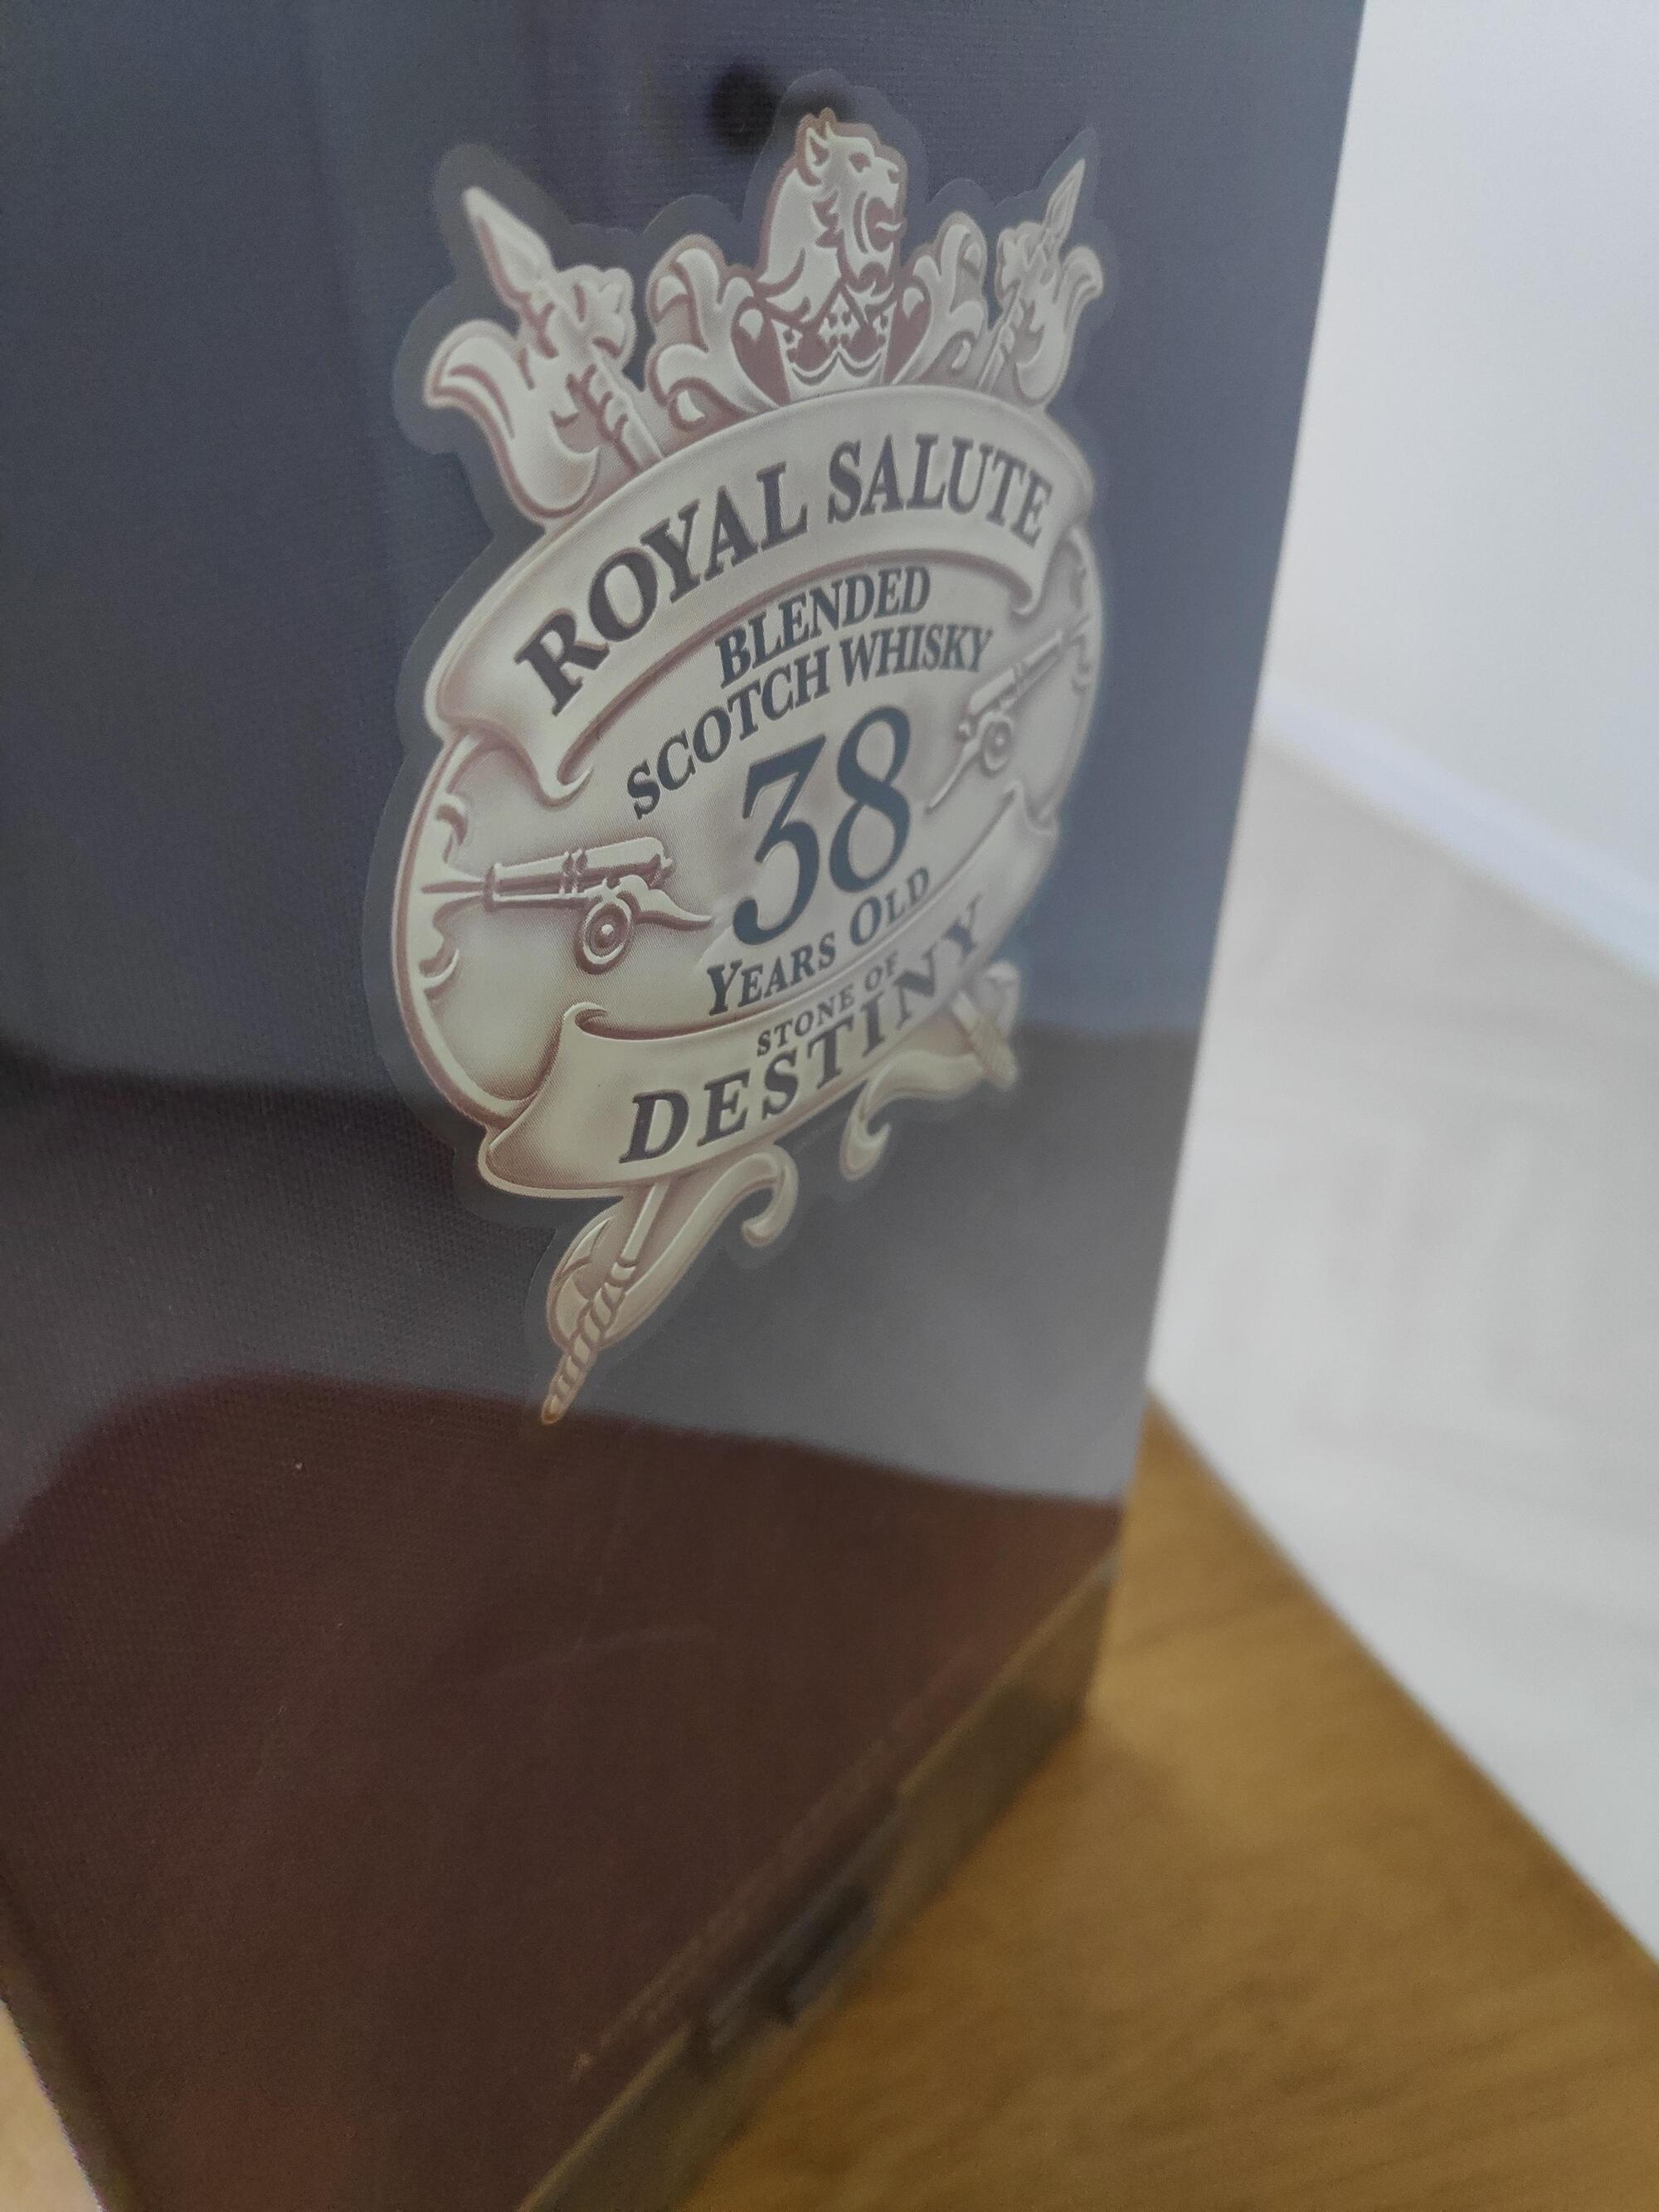 ROYAL SALUTE
BLENDED
SCOTCH WHISKY
38
YEARS OLD
STONE OF
DESTINY